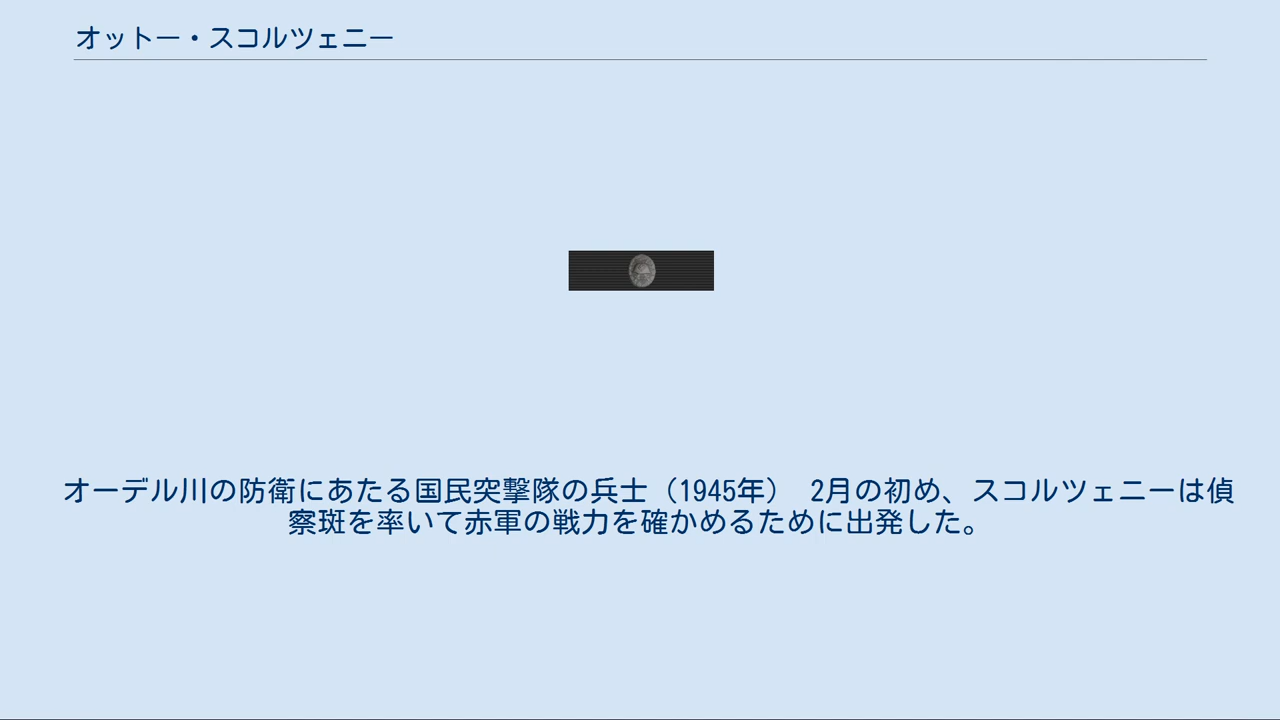 オットー・スコルツェニー
オーデル川の防衛にあたる国民突撃隊の兵士（1945年） 2月の初め、スコルツェニーは偵
察斑を率いて赤軍の戦力を確かめるために出発した。